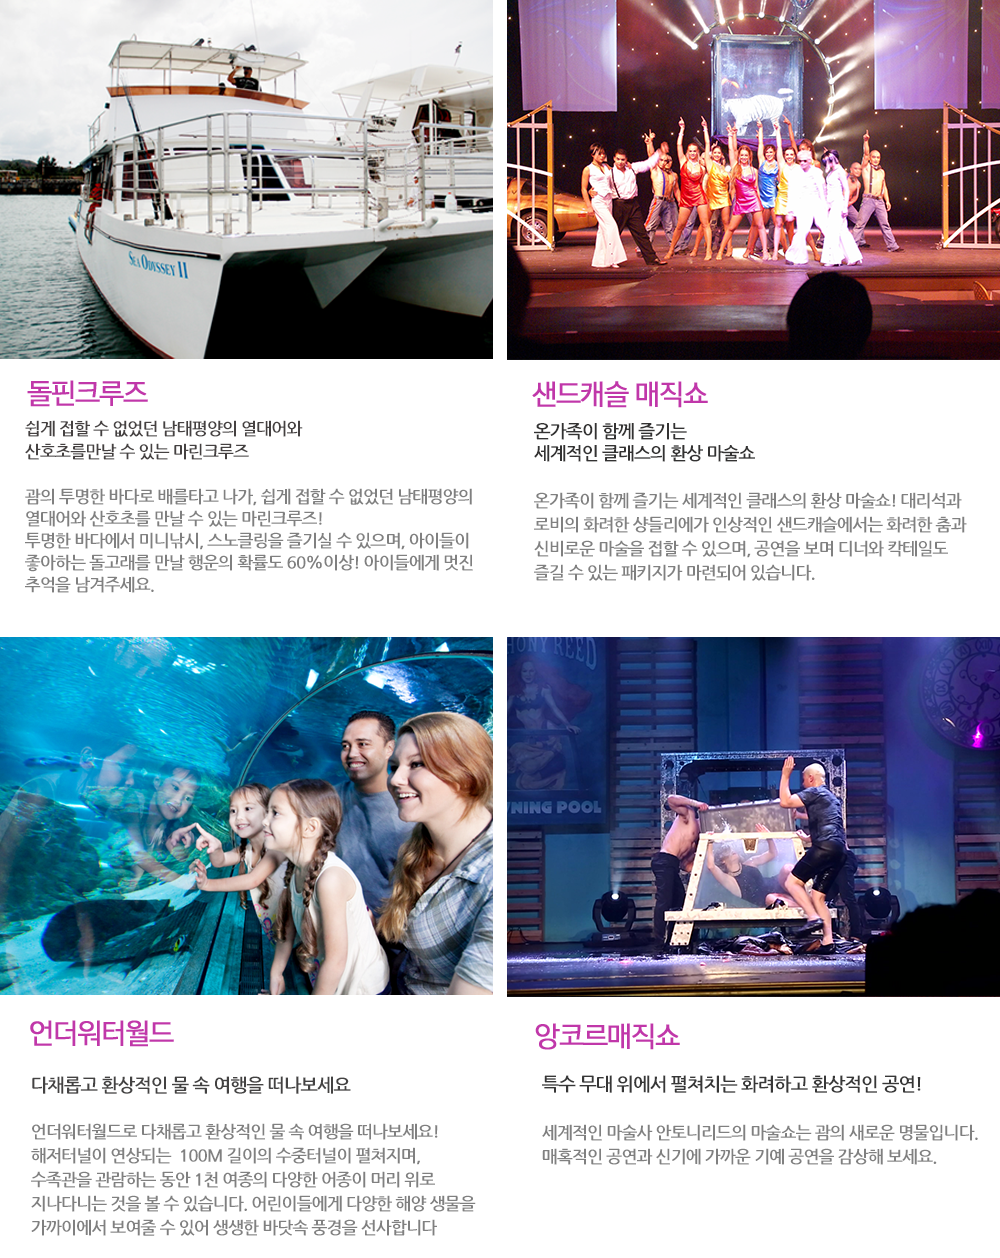 SEA ODYSSEY II
돌핀크루즈
쉽게 접할 수 없었던 남태평양의 열대어와
산호초를만날 수 있는 마린크루즈
괌의 투명한 바다로 배를타고 나가, 쉽게 접할 수 없었던 남태평양의
열대어와 산호초를 만날 수 있는 마린크루즈!
투명한 바다에서 미니낚시, 스노클링을 즐기실 수 있으며, 아이들이
좋아하는 돌고래를 만날 행운의 확률도 60%이상! 아이들에게 멋진
추억을 남겨주세요.
샌드캐슬 매직쇼
온가족이 함께 즐기는
세계적인 클래스의 환상 마술쇼
온가족이 함께 즐기는 세계적인 클래스의 환상 마술쇼! 대리석과
로비의 화려한 샹들리에가 인상적인 샌드캐슬에서는 화려한 춤과
신비로운 마술을 접할 수 있으며, 공연을 보며 디너와 칵테일도
즐길 수 있는 패키지가 마련되어 있습니다.
언더워터월드
다채롭고 환상적인 물 속 여행을 떠나보세요
언더워터월드로 다채롭고 환상적인 물 속 여행을 떠나보세요!
해저터널이 연상되는 100M 길이의 수중터널이 펼쳐지며,
수족관을 관람하는 동안 1천 여종의 다양한 어종이 머리 위로
지나다니는 것을 볼 수 있습니다. 어린이들에게 다양한 해양 생물을
가까이에서 보여줄 수 있어 생생한 바닷속 풍경을 선사합니다
HONY REED
WNING POOL
앙코르매직쇼
특수 무대 위에서 펼쳐치는 화려하고 환상적인 공연!
세계적인 마술사 안토니리드의 마술쇼는 괌의 새로운 명물입니다.
매혹적인 공연과 신기에 가까운 기예 공연을 감상해 보세요.